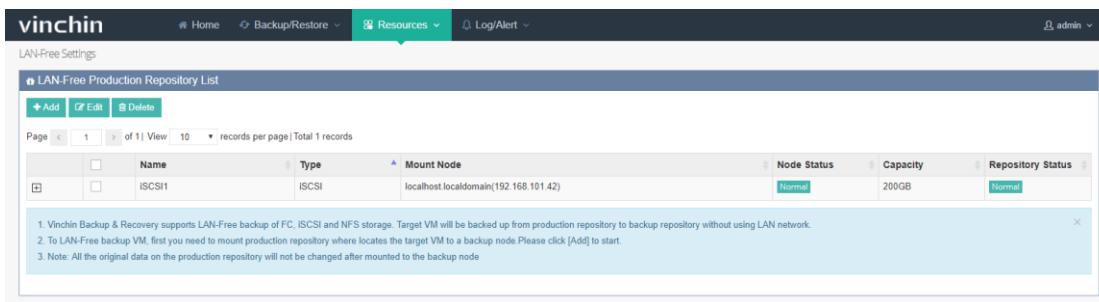 vinchin Home Backup/Restore Resources Log/Alert admin
LAN-Free Settings
LAN-Free Production Repository List
Add Edit Delete
Page 1 of 1 | View 10 records per page | Total 1 records
Name Type Mount Node Node Status Capacity Repository Status
iSCSI1 iSCSI localhost.localdomain(192.168.101.42) Normal 200GB Normal
1. Vinchin Backup & Recovery supports LAN-Free backup of FC, iSCSI and NFS storage. Target VM will be backed up from production repository to backup repository without using LAN network.
2. To LAN-Free backup VM, first you need to mount production repository where locates the target VM to a backup node.Please click [Add] to start.
3. Note: All the original data on the production repository will not be changed after mounted to the backup node